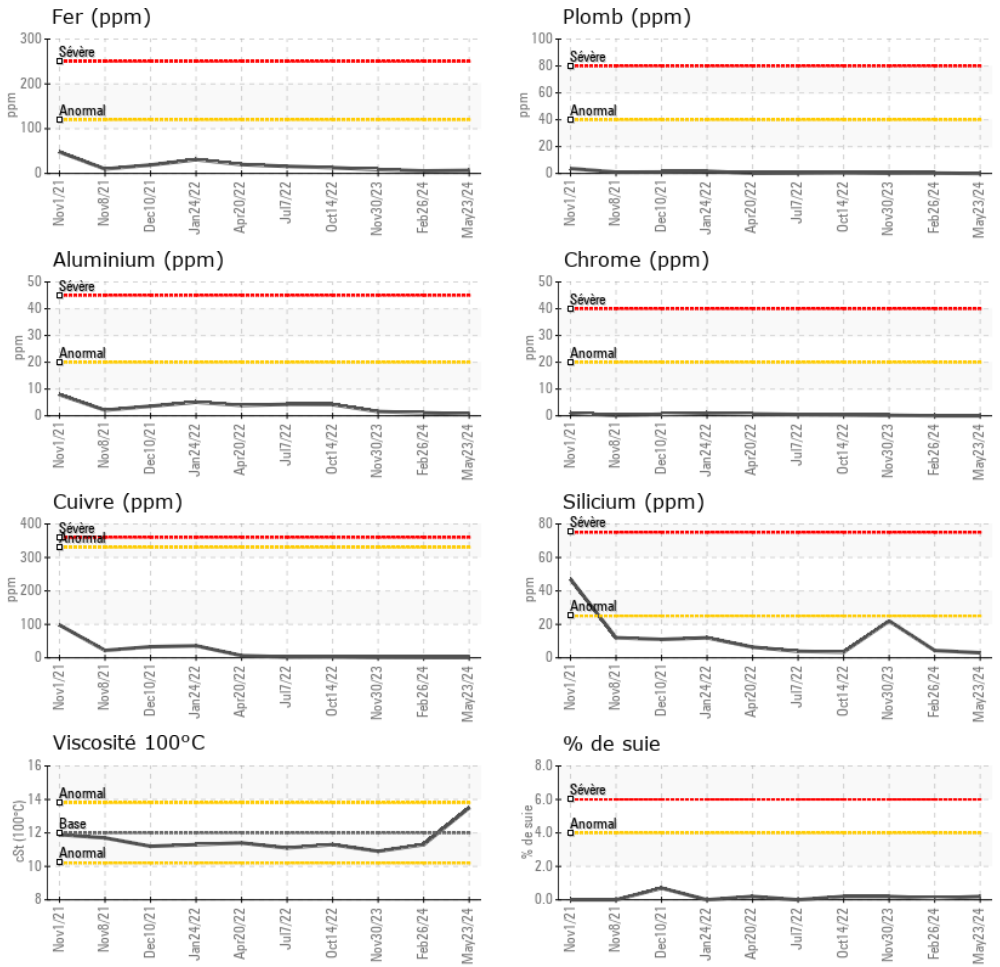 Fer (ppm)
300
200
100
0
ppm
Sévère
Anormal
Nov1/21
Nov8/21
Dec10/21
Jan24/22
Apr20/22
Jul7/22
Oct14/22
Nov30/23
Feb26/24
May23/24
Plomb (ppm)
100
80
60
40
20
0
ppm
Sévère
Anormal
Nov1/21
Nov8/21
Dec10/21
Jan24/22
Apr20/22
Jul7/22
Oct14/22
Nov30/23
Feb26/24
May23/24
Aluminium (ppm)
50
40
30
20
10
0
ppm
Sévère
Anormal
Nov1/21
Nov8/21
Dec10/21
Jan24/22
Apr20/22
Jul7/22
Oct14/22
Nov30/23
Feb26/24
May23/24
Chrome (ppm)
50
40
30
20
10
0
ppm
Sévère
Anormal
Nov1/21
Nov8/21
Dec10/21
Jan24/22
Apr20/22
Jul7/22
Oct14/22
Nov30/23
Feb26/24
May23/24
Cuivre (ppm)
400
300
200
100
0
ppm
Sévère
Anormal
Nov1/21
Nov8/21
Dec10/21
Jan24/22
Apr20/22
Jul7/22
Oct14/22
Nov30/23
Feb26/24
May23/24
Silicium (ppm)
80
60
40
20
0
ppm
Sévère
Anormal
Nov1/21
Nov8/21
Dec10/21
Jan24/22
Apr20/22
Jul7/22
Oct14/22
Nov30/23
Feb26/24
May23/24
Viscosité 100°C
16
14
12
10
8
cSt (100°C)
Anormal
Base
Anormal
Nov1/21
Nov8/21
Dec10/21
Jan24/22
Apr20/22
Jul7/22
Oct14/22
Nov30/23
Feb26/24
May23/24
% de suie
8.0
6.0
4.0
2.0
0.0
% de suie
Sévère
Anormal
Nov1/21
Nov8/21
Dec10/21
Jan24/22
Apr20/22
Jul7/22
Oct14/22
Nov30/23
Feb26/24
May23/24